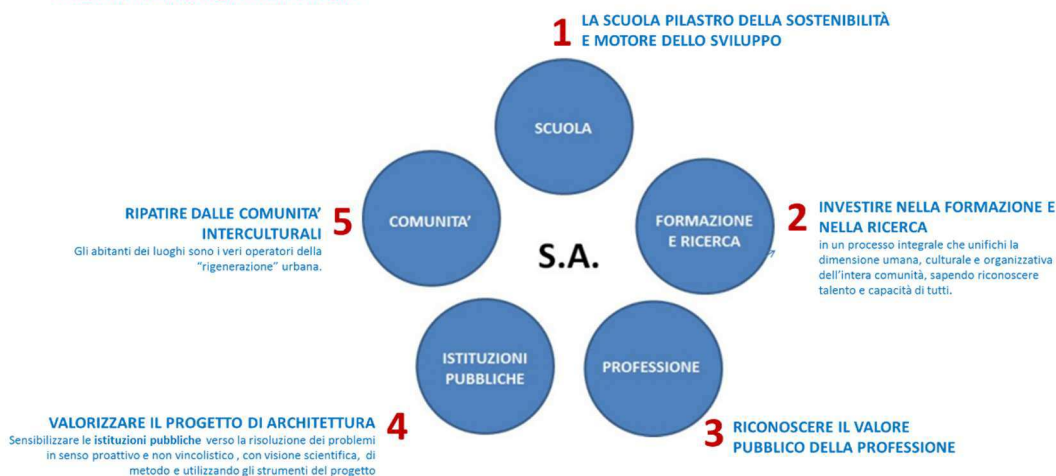 1
LA SCUOLA PILASTRO DELLA SOSTENIBILITÀ
E MOTORE DELLO SVILUPPO
SCUOLA
2
INVESTIRE NELLA FORMAZIONE E
NELLA RICERCA
in un processo integrale che unifichi la
dimensione umana, culturale e organizzativa
dell'intera comunità, sapendo riconoscere
talento e capacità di tutti.
FORMAZIONE
E RICERCA
3
RICONOSCERE IL VALORE
PUBBLICO DELLA PROFESSIONE
PROFESSIONE
4
VALORIZZARE IL PROGETTO DI ARCHITETTURA
Sensibilizzare le istituzioni pubbliche verso la risoluzione dei problemi
in senso proattivo e non vincolistico , con visione scientifica, di
metodo e utilizzando gli strumenti del progetto
ISTITUZIONI
PUBBLICHE
5
RIPATIRE DALLE COMUNITA'
INTERCULTURALI
Gli abitanti dei luoghi sono i veri operatori della
"rigenerazione" urbana.
COMUNITA'
S.A.